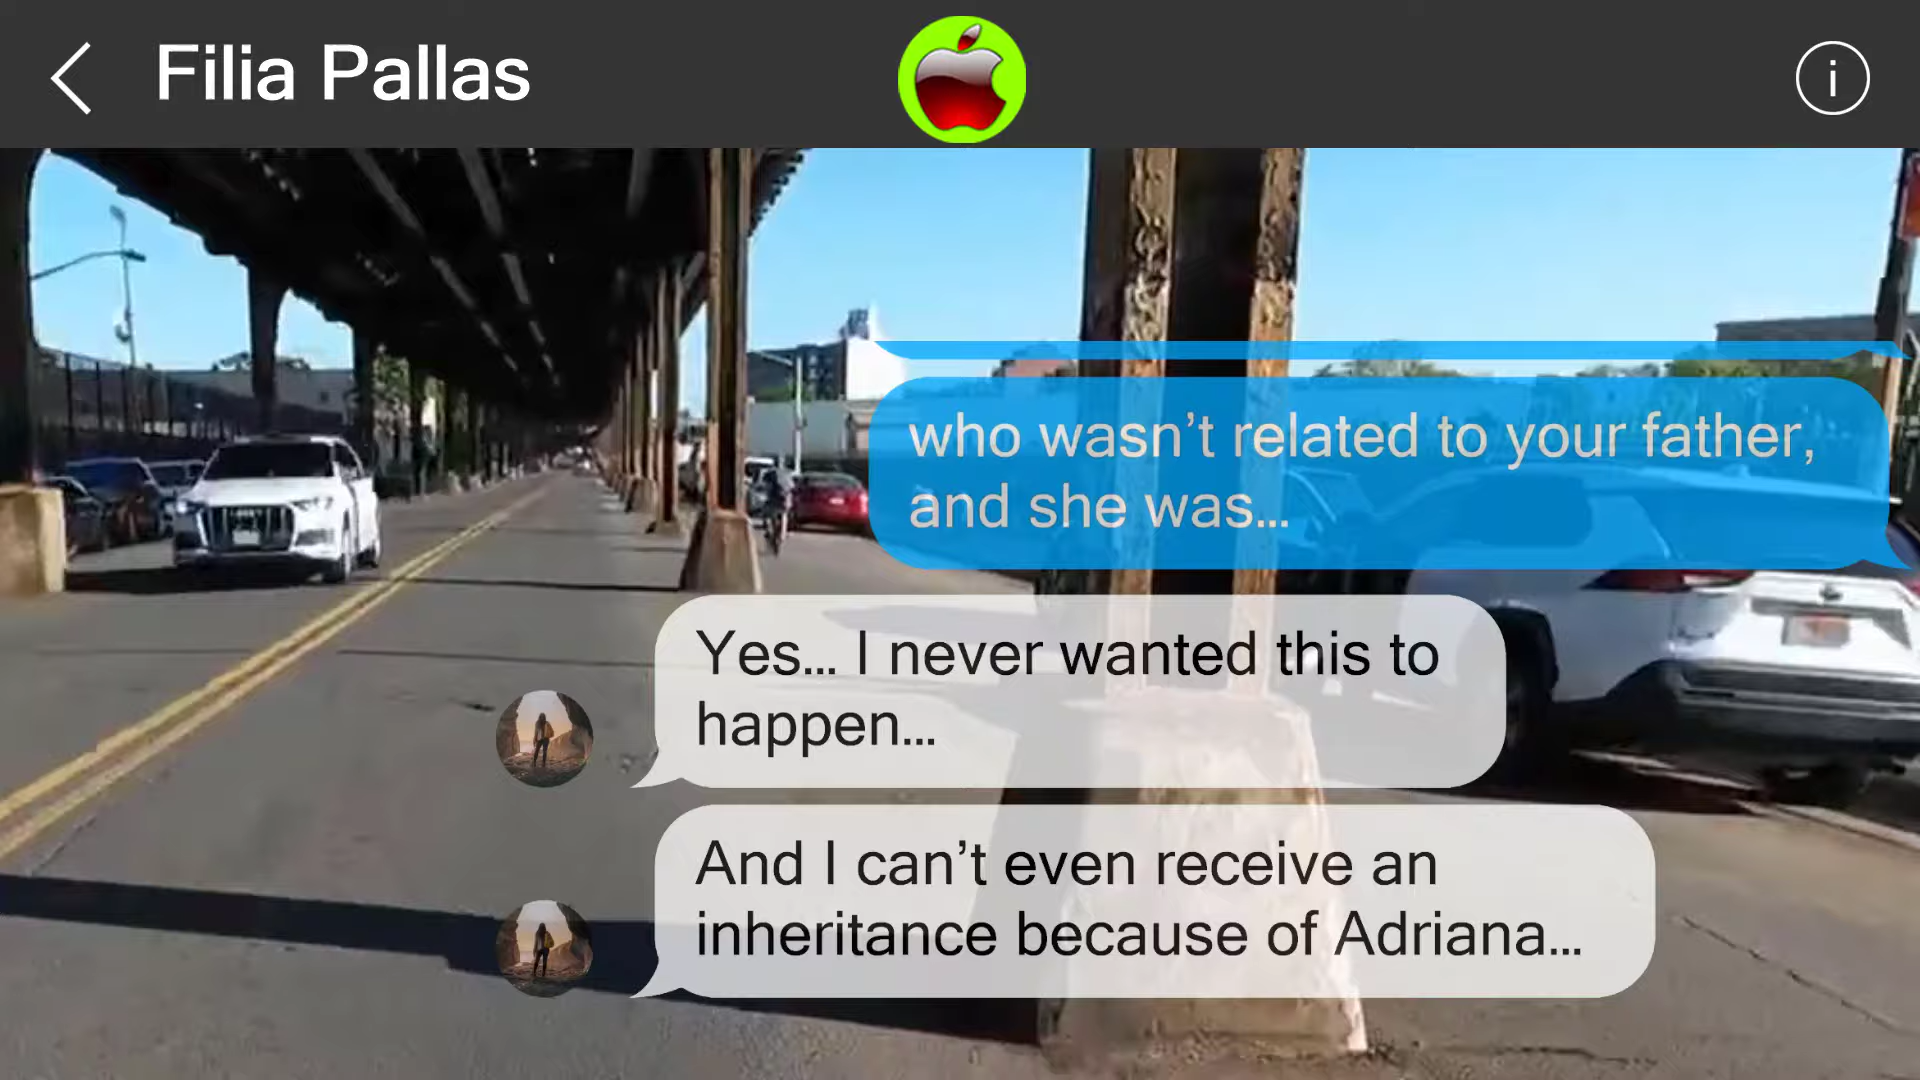 Filia Pallas
i
who wasn’t related to your father,
and she was...
Yes... I never wanted this to
happen...
And I can’t even receive an
inheritance because of Adriana...